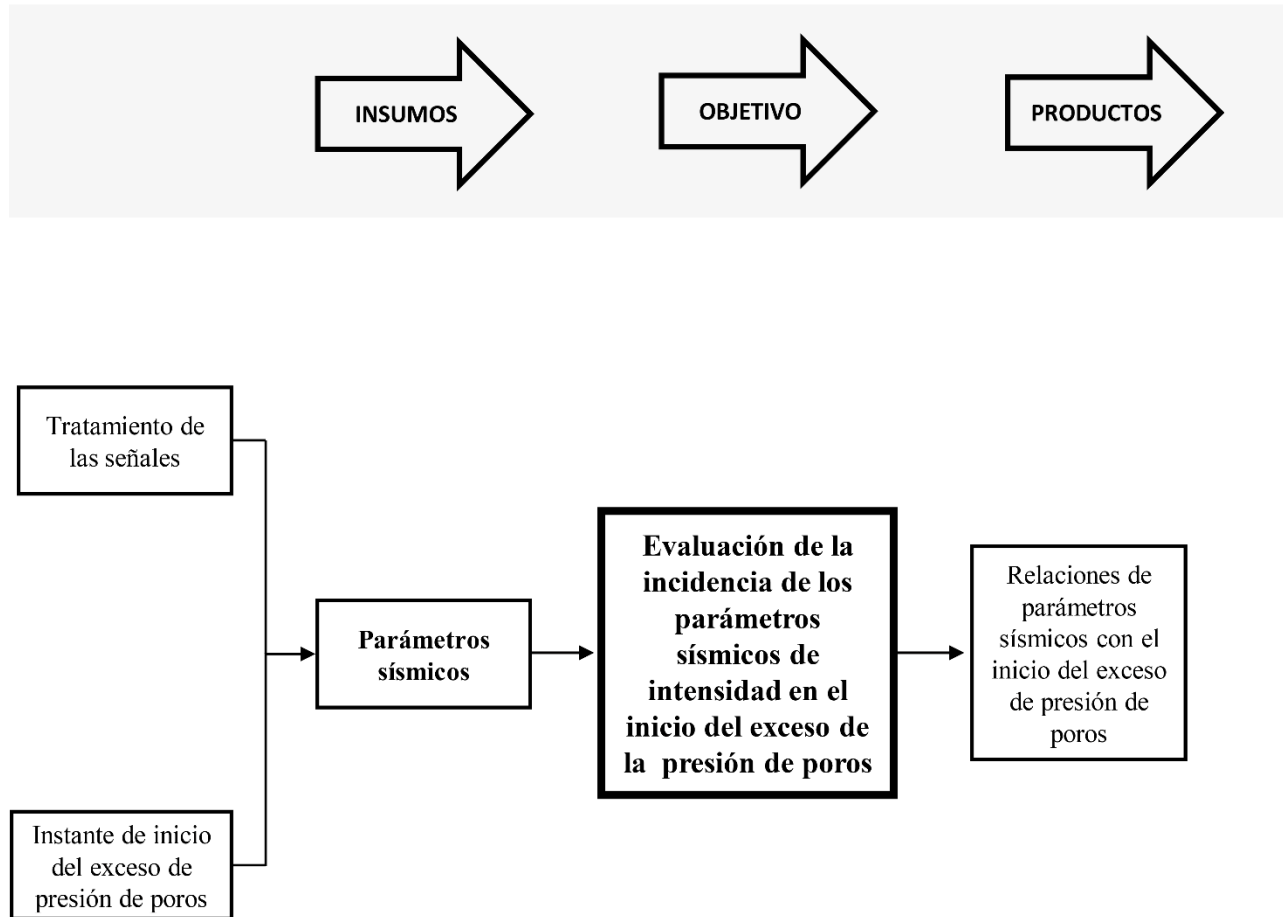 INSUMOS
OBJETIVO
PRODUCTOS
Tratamiento de
las señales
Instante de inicio
del exceso de
presión de poros
Parámetros
sísmicos
Evaluación de la
incidencia de los
parámetros
sísmicos de
intensidad en el
inicio del exceso de
la presión de poros
Relaciones de
parámetros
sísmicos con el
inicio del exceso
de presión de
poros